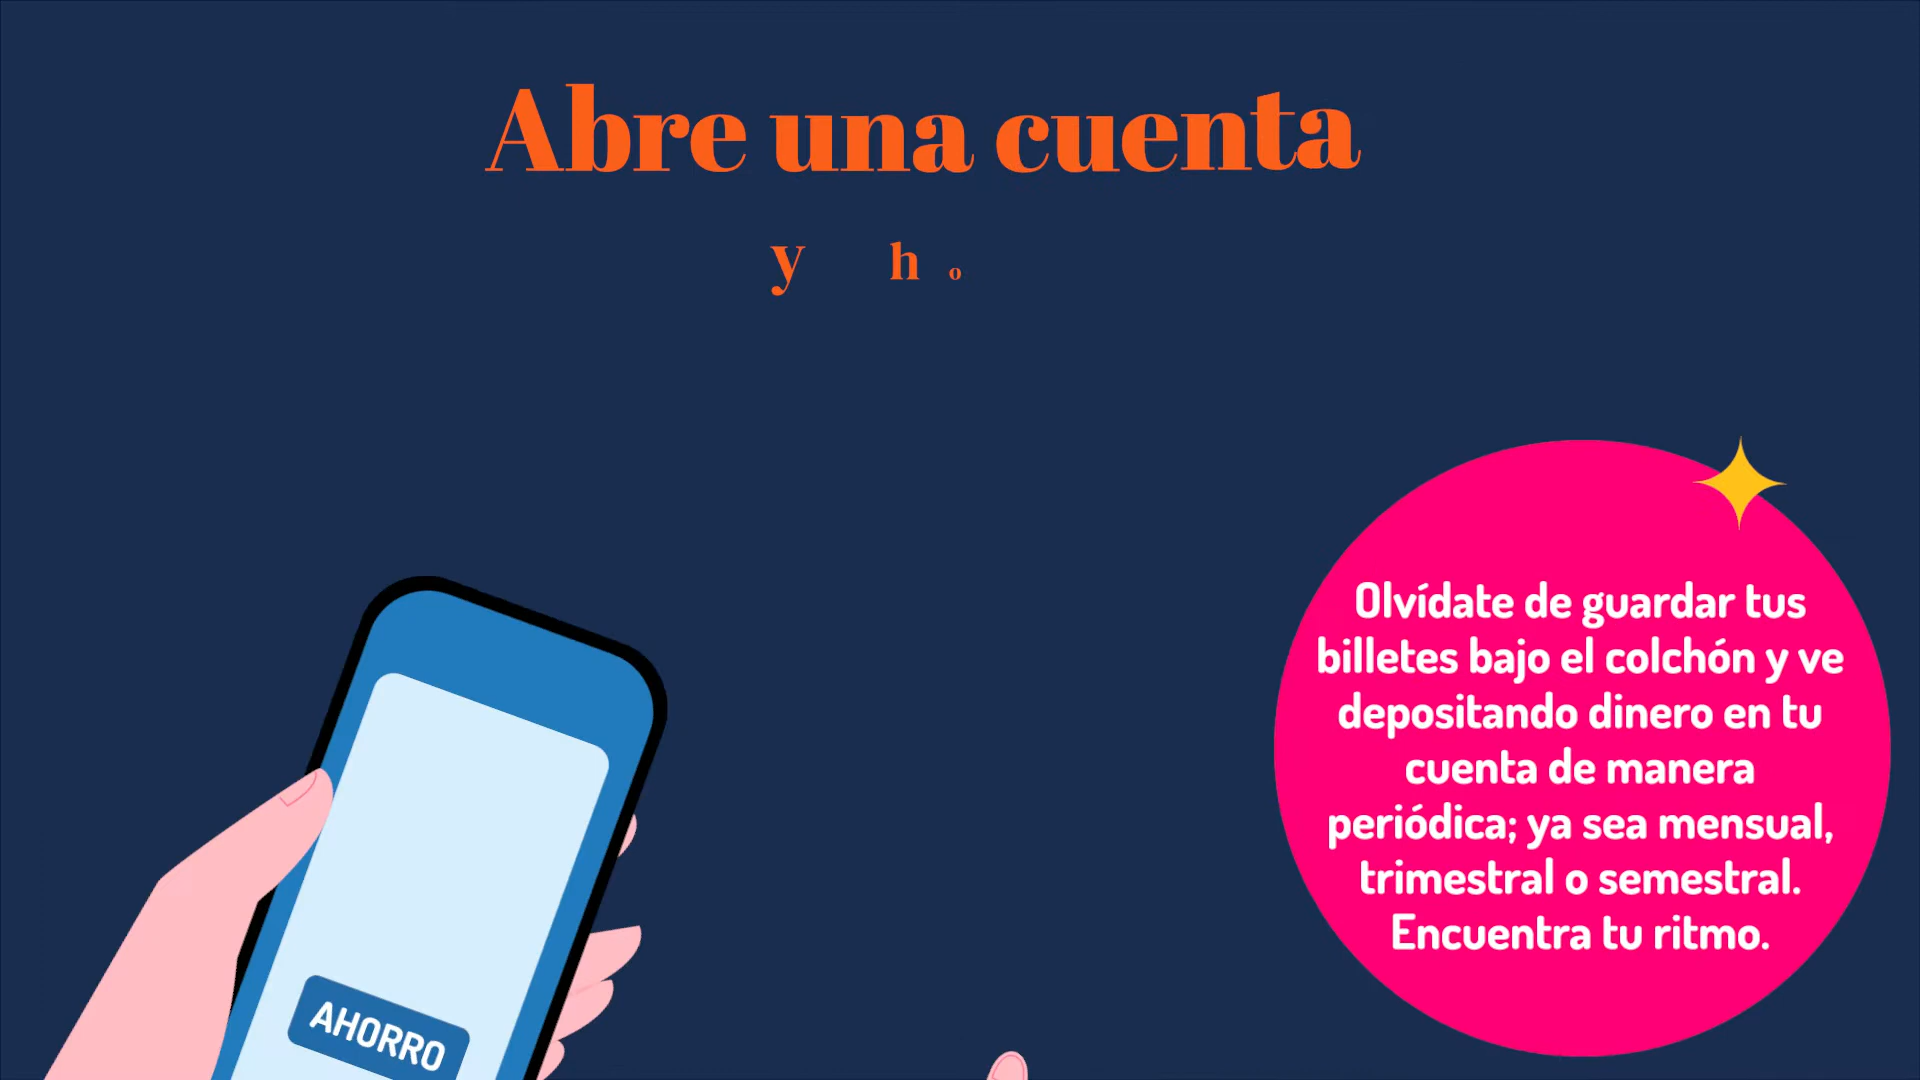 Abre una cuenta
y h o
Olvídate de guardar tus
billetes bajo el colchón y ve
depositando dinero en tu
cuenta de manera
periódica; ya sea mensual,
trimestral o semestral.
Encuentra tu ritmo.
AHORRO